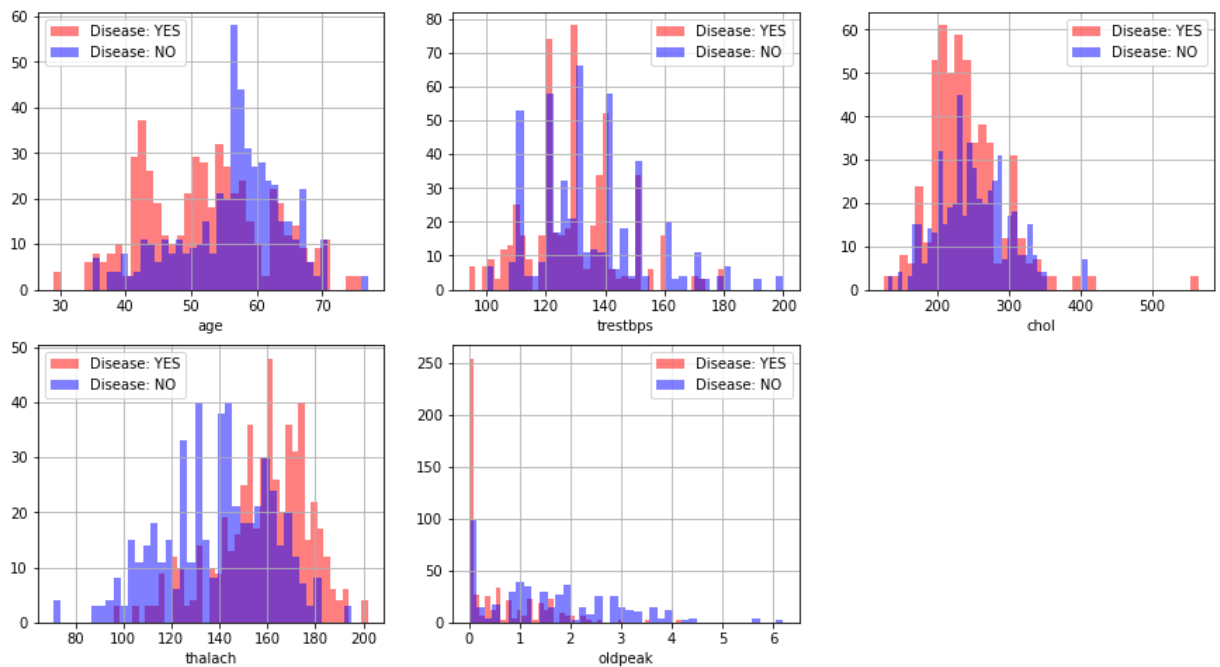 Disease: YES
Disease: NO
60
50
40
30
20
10
0
30 40 50 60 70
age
Disease: YES
Disease: NO
80
70
60
50
40
30
20
10
0
100 120 140 160 180 200
trestbps
Disease: YES
Disease: NO
60
50
40
30
20
10
0
200 300 400 500
chol
Disease: YES
Disease: NO
50
40
30
20
10
0
80 100 120 140 160 180 200
thalach
Disease: YES
Disease: NO
250
200
150
100
50
0
0 1 2 3 4 5 6
oldpeak